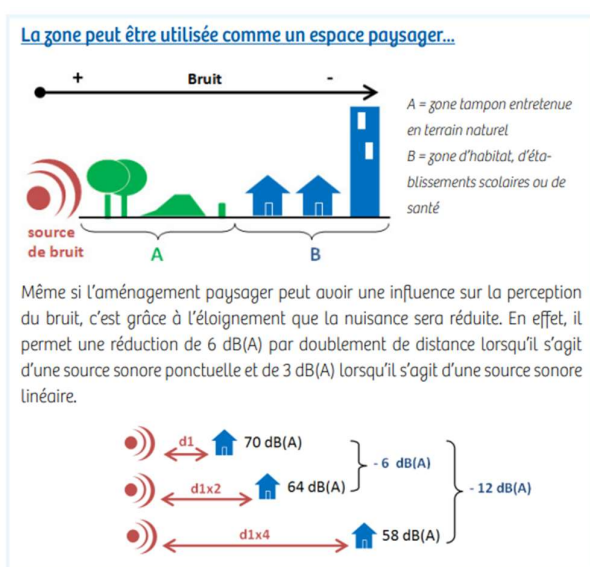 La zone peut être utilisée comme un espace paysager...
+ Bruit -
A = zone tampon entretenue
en terrain naturel
B = zone d'habitat, d'éta-
blissements scolaires ou de
santé
source
de bruit
A
B
Même si l'aménagement paysager peut avoir une influence sur la perception
du bruit, c'est grâce à l'éloignement que la nuisance sera réduite. En effet, il
permet une réduction de 6 dB(A) par doublement de distance lorsqu'il s'agit
d'une source sonore ponctuelle et de 3 dB(A) lorsqu'il s'agit d'une source sonore
linéaire.
d1 70 dB(A)
- 6 dB(A)
d1x2 64 dB(A)
- 12 dB(A)
d1x4 58 dB(A)